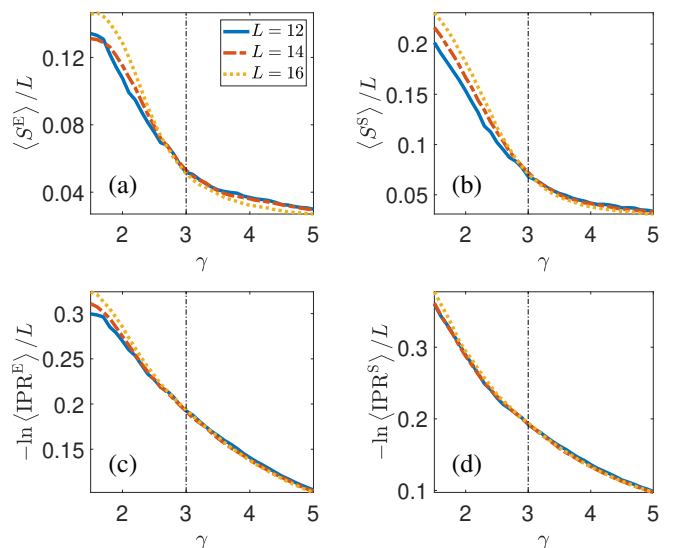 ⟨S^E⟩/L
0.12
0.08
0.04
L = 12
L = 14
L = 16
(a)
2 3 4 5
γ
⟨S^S⟩/L
0.2
0.15
0.1
0.05
(b)
2 3 4 5
γ
−ln⟨IPR^E⟩/L
0.3
0.25
0.2
0.15
(c)
2 3 4 5
γ
−ln⟨IPR^S⟩/L
0.3
0.2
0.1
(d)
2 3 4 5
γ